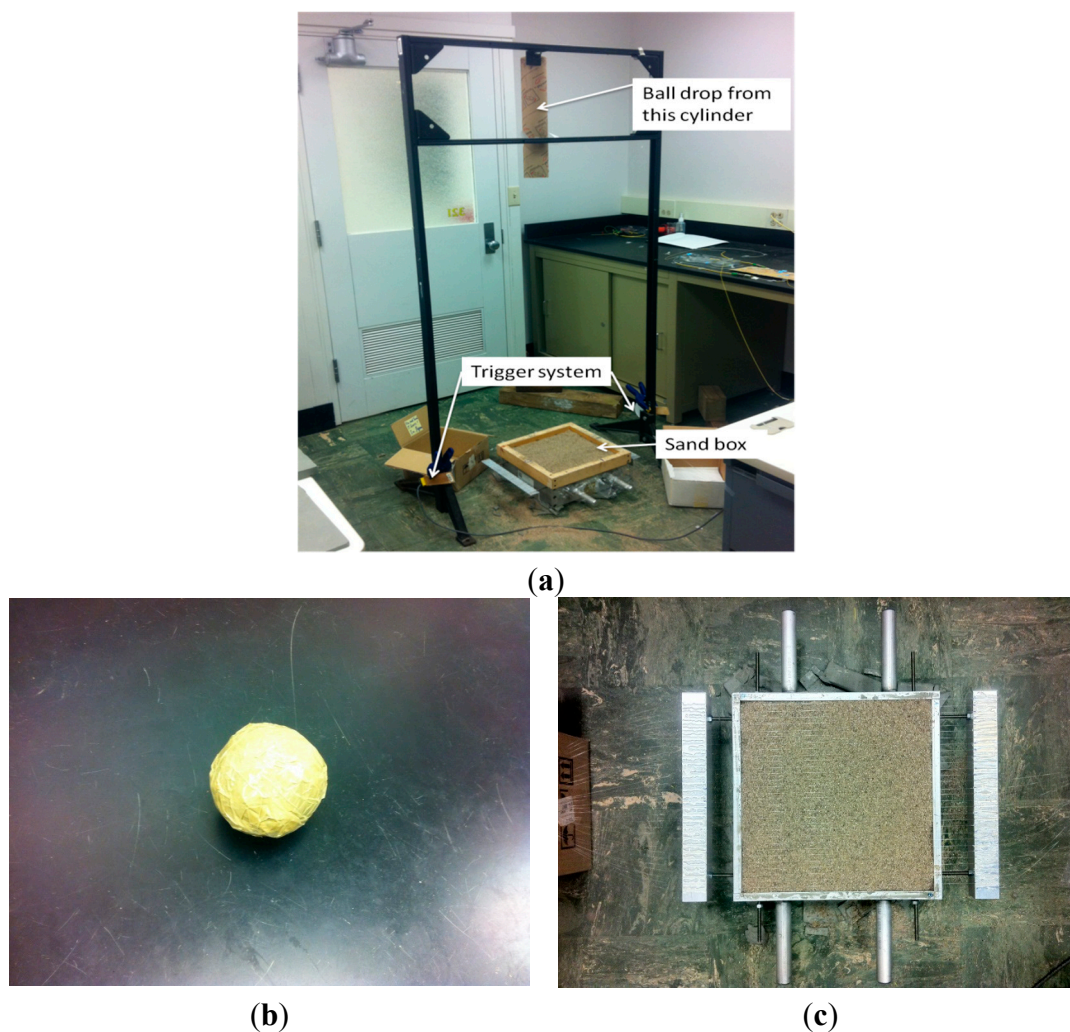 Ball drop from
this cylinder
Trigger system
Sand box
(a)
(b)
(c)